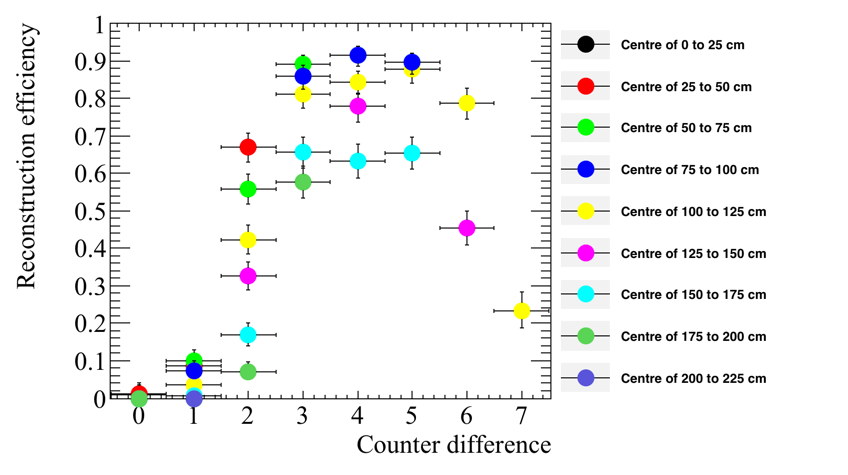 Reconstruction efficiency
1
0.9
0.8
0.7
0.6
0.5
0.4
0.3
0.2
0.1
0
0 1 2 3 4 5 6 7
Counter difference
Centre of 0 to 25 cm
Centre of 25 to 50 cm
Centre of 50 to 75 cm
Centre of 75 to 100 cm
Centre of 100 to 125 cm
Centre of 125 to 150 cm
Centre of 150 to 175 cm
Centre of 175 to 200 cm
Centre of 200 to 225 cm